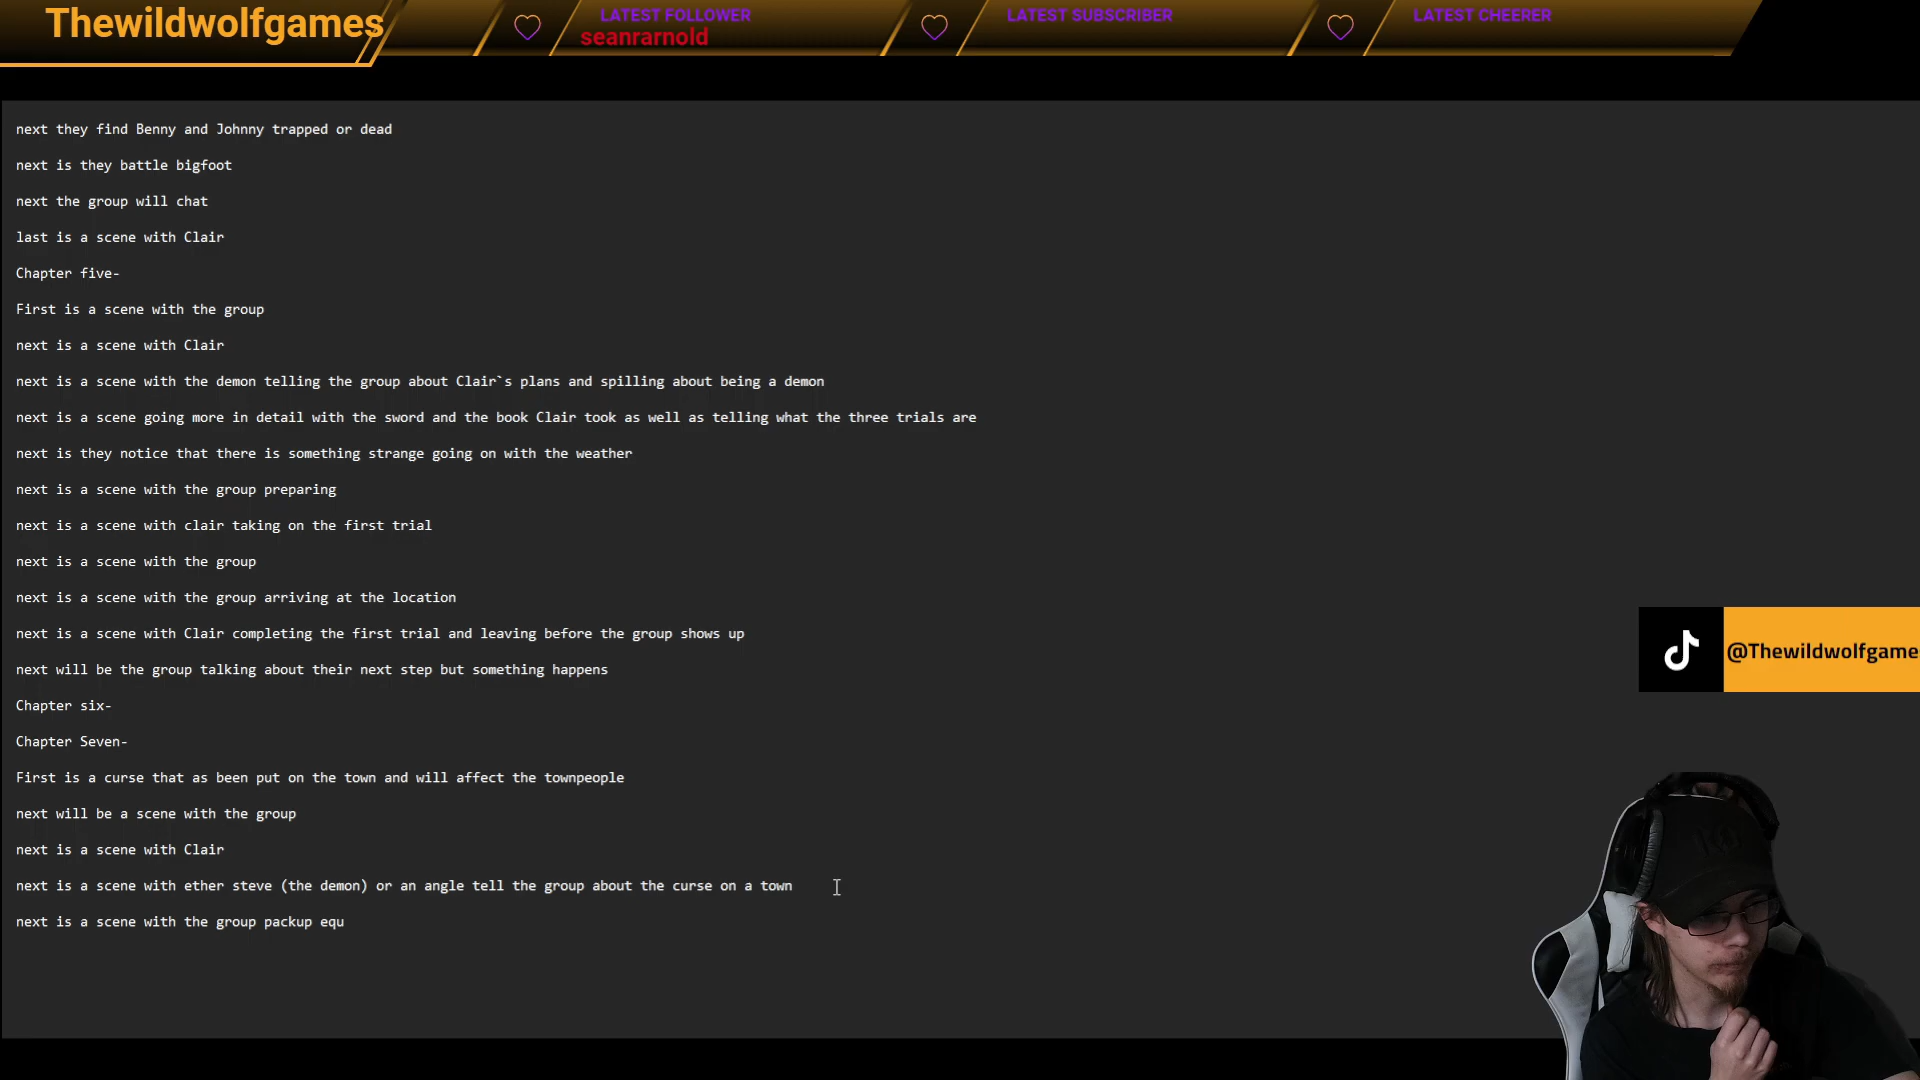 Thewildwolfgames
LATEST FOLLOWER
seanrarnold
LATEST SUBSCRIBER
LATEST CHEERER
next they find Benny and Johnny trapped or dead
next is they battle bigfoot
next the group will chat
last is a scene with Clair
Chapter five-
First is a scene with the group
next is a scene with Clair
next is a scene with the demon telling the group about Clair`s plans and spilling about being a demon
next is a scene going more in detail with the sword and the book Clair took as well as telling what the three trials are
next is they notice that there is something strange going on with the weather
next is a scene with the group preparing
next is a scene with clair taking on the first trial
next is a scene with the group
next is a scene with the group arriving at the location
next is a scene with Clair completing the first trial and leaving before the group shows up
next will be the group talking about their next step but something happens
Chapter six-
Chapter Seven-
First is a curse that as been put on the town and will affect the townpeople
next will be a scene with the group
next is a scene with Clair
next is a scene with ether steve (the demon) or an angle tell the group about the curse on a town
next is a scene with the group packup equ
@Thewildwolfgame